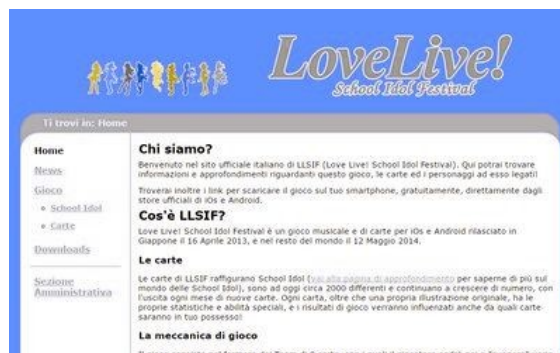 LoveLive!
School Idol Festival
Ti trovi in: Home
Home
News
Gioco
School Idol
Carte
Downloads
Sezione
Amministrativa
Chi siamo?
Benvenuto nel sito ufficiale italiano di LLSIF (Love Live! School Idol Festival). Qui potrai trovare
informazioni e approfondimenti riguardanti questo gioco, le carte ed i personaggi ad esso legati!
Troverai inoltre i link per scaricare il gioco sul tuo smartphone, gratuitamente, direttamente dagli
store ufficiali di iOs e Android.
Cos'è LLSIF?
Love Live! School Idol Festival è un gioco musicale e di carte per iOs e Android rilasciato in
Giappone il 16 Aprile 2013, e nel resto del mondo il 12 Maggio 2014.
Le carte
Le carte di LLSIF raffigurano School Idol (vai alla pagina di approfondimento per saperne di più sul
mondo delle School Idol), sono ad oggi circa 2000 differenti e continuano a crescere di numero, con
l'uscita ogni mese di nuove carte. Ogni carta, oltre che una propria illustrazione originale, ha le
proprie statistiche e abilità speciali, e i risultati di gioco verranno influenzati anche da quali carte
saranno in tuo possesso!
La meccanica di gioco